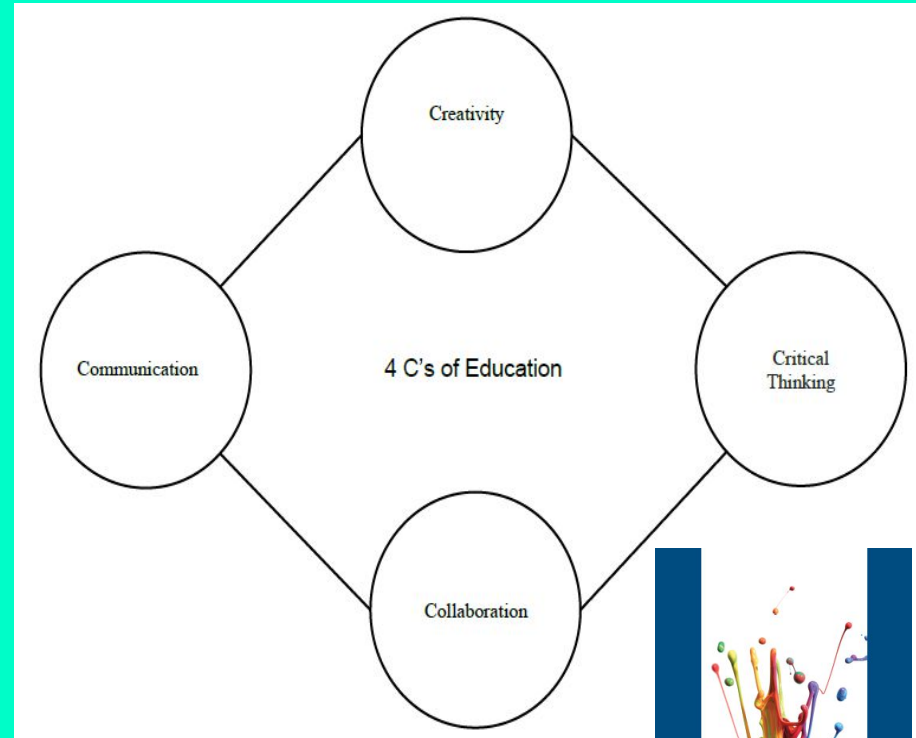 Creativity
Communication
4 C's of Education
Critical
Thinking
Collaboration